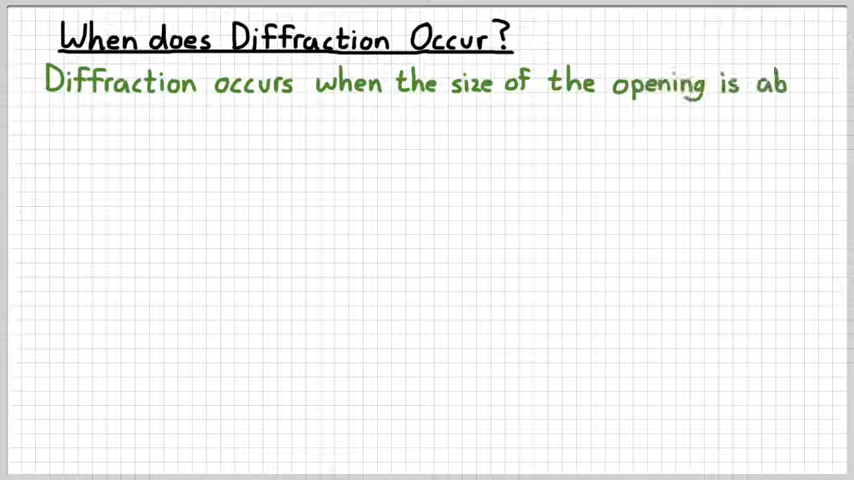 When does Diffraction Occur?
Diffraction occurs when the size of the opening is ab